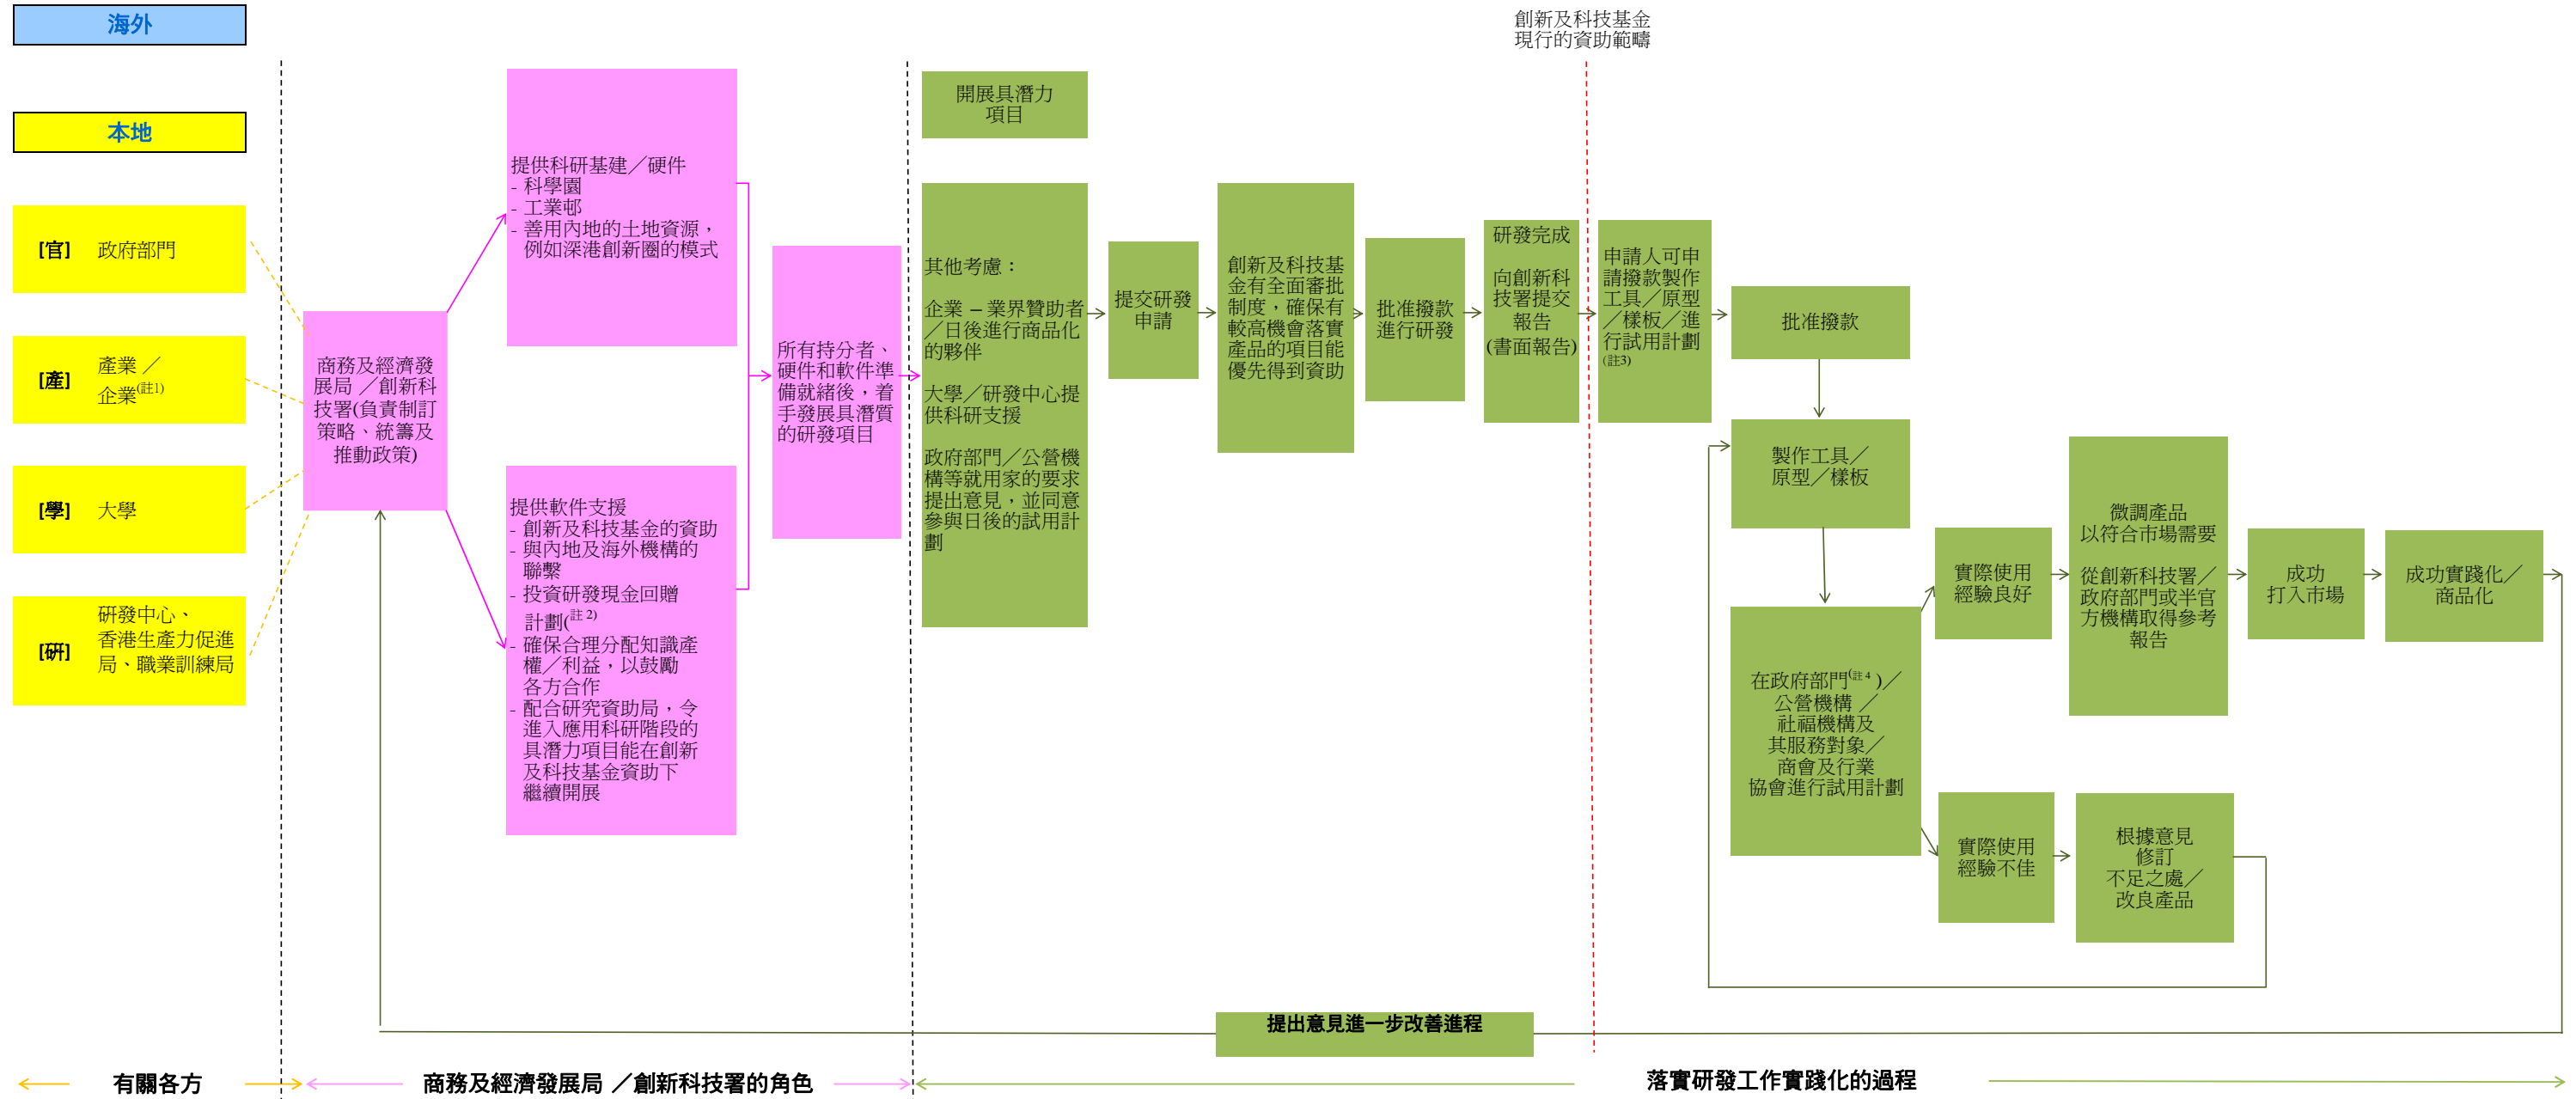 海外
本地
[官] 政府部門
[產] 產業 ／
企業(註1)
[學] 大學
[研] 研發中心、
香港生產力促進
局、職業訓練局
商務及經濟發
展局 ／創新科
技署(負責制訂
策略、統籌及
推動政策)
提供科研基建／硬件
- 科學園
- 工業邨
- 善用內地的土地資源，
例如深港創新圈的模式
提供軟件支援
- 創新及科技基金的資助
- 與內地及海外機構的
聯繫
- 投資研發現金回贈
計劃(註 2)
- 確保合理分配知識產
權／利益，以鼓勵
各方合作
- 配合研究資助局，令
進入應用科研階段的
具潛力項目能在創新
及科技基金資助下
繼續開展
所有持分者、
硬件和軟件準
備就緒後，着
手發展具潛質
的研發項目
開展具潛力
項目
其他考慮：
企業 – 業界贊助者
／日後進行商品化
的夥伴
大學／研發中心提
供科研支援
政府部門／公營機
構等就用家的要求
提出意見，並同意
參與日後的試用計
劃
提交研發
申請
創新及科技基
金有全面審批
制度，確保有
較高機會落實
產品的項目能
優先得到資助
批准撥款
進行研發
研發完成
向創新科
技署提交
報告
(書面報告)
創新及科技基金
現行的資助範疇
申請人可申
請撥款製作
工具／原型
／樣板／進
行試用計劃
(註3)
批准撥款
製作工具／
原型／樣板
在政府部門(註 4 )／
公營機構 ／
社福機構及
其服務對象／
商會及行業
協會進行試用計劃
實際使用
經驗良好
微調產品
以符合市場需要
從創新科技署／
政府部門或半官
方機構取得參考
報告
成功
打入市場
成功實踐化／
商品化
實際使用
經驗不佳
根據意見
修訂
不足之處／
改良產品
提出意見進一步改善進程
有關各方
商務及經濟發展局 ／創新科技署的角色
落實研發工作實踐化的過程